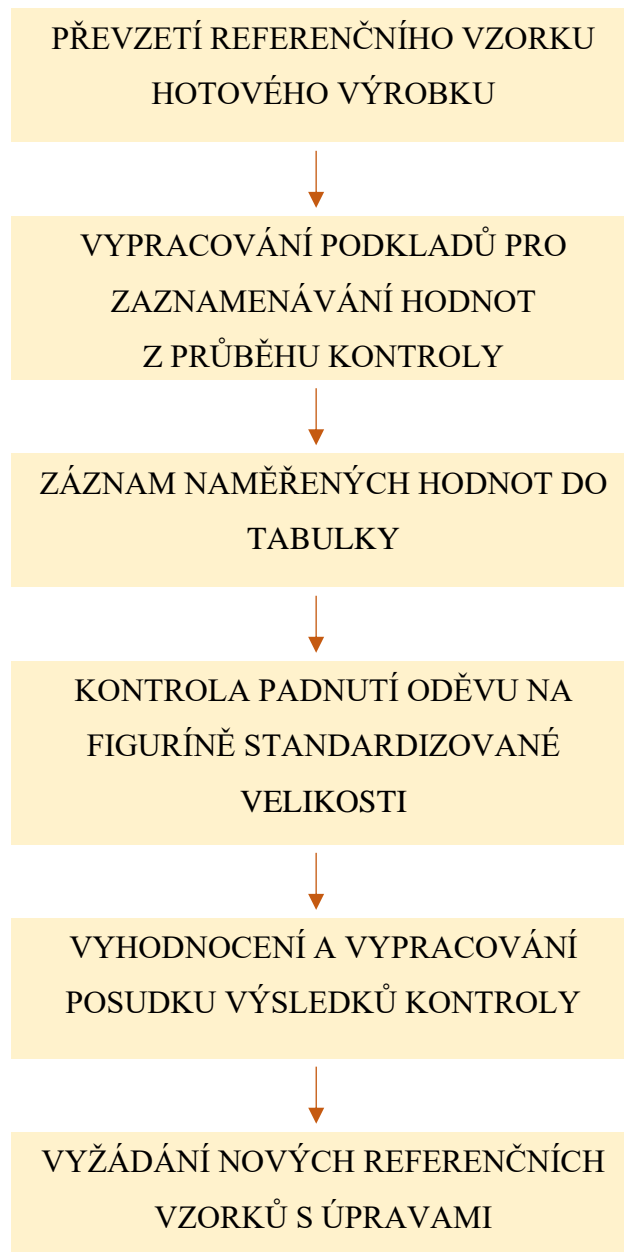 PŘEVZETÍ REFERENČNÍHO VZORKU
HOTOVÉHO VÝROBKU
VYPRACOVÁNÍ PODKLADŮ PRO
ZAZNAMENÁVÁNÍ HODNOT
Z PRŮBĚHU KONTROLY
ZÁZNAM NAMĚŘENÝCH HODNOT DO
TABULKY
KONTROLA PADNUTÍ ODĚVU NA
FIGURÍNĚ STANDARDIZOVANÉ
VELIKOSTI
VYHODNOCENÍ A VYPRACOVÁNÍ
POSUDKU VÝSLEDKŮ KONTROLY
VYŽÁDÁNÍ NOVÝCH REFERENČNÍCH
VZORKŮ S ÚPRAVAMI